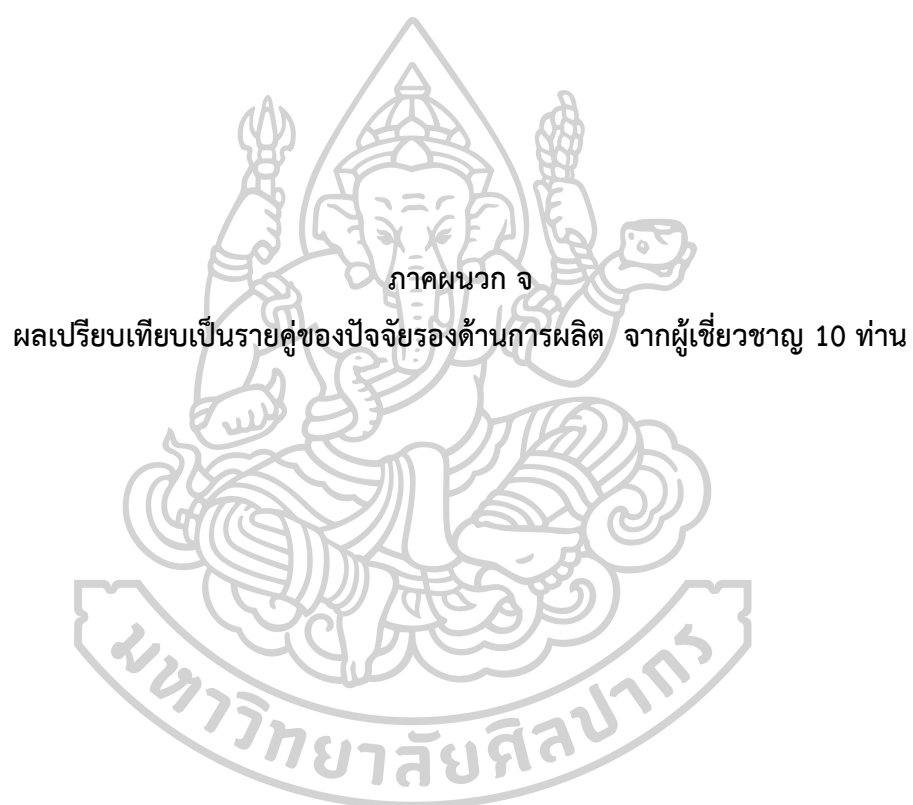 ภาคผนวก จ
ผลเปรียบเทียบเป็นรายคู่ของปัจจัยรองด้านการผลิต จากผู้เชี่ยวชาญ 10 ท่าน
มหาวิทยาลัยศิลปากร